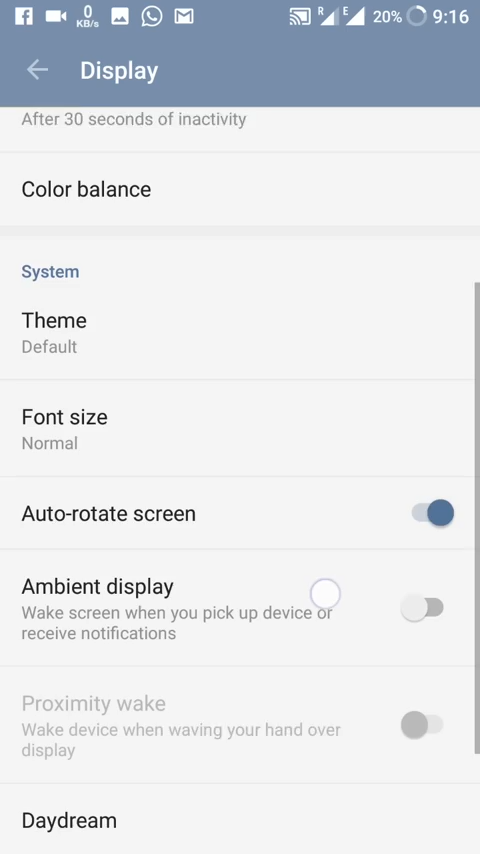 0
KB/s
R
E
20%
9:16
Display
After 30 seconds of inactivity
Color balance
System
Theme
Default
Font size
Normal
Auto-rotate screen
Ambient display
Wake screen when you pick up device or
receive notifications
Proximity wake
Wake device when waving your hand over
display
Daydream